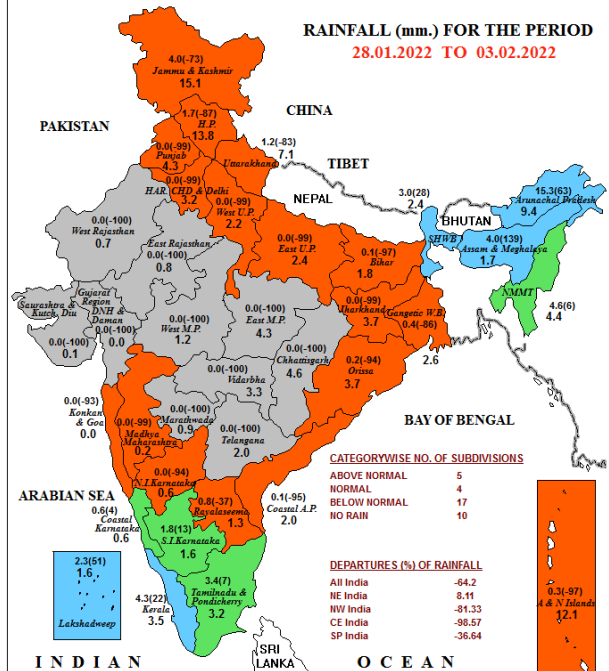 RAINFALL (mm.) FOR THE PERIOD
28.01.2022 TO 03.02.2022
4.0(-73)
Jammu & Kashmir
15.1
CHINA
1.7(-87)
H.P.
13.8
PAKISTAN
1.2(-83)
7.1
0.0(-99)
Punjab
4.3
Uttarakhand
TIBET
0.0(-99)
HAR. CHD & Delhi
3.2
0.0(-99)
West U.P.
2.2
NEPAL
3.0(28)
2.4
15.3(63)
Arunachal Pradesh
9.4
BHUTAN
0.0(-100)
West Rajasthan
0.7
East Rajasthan
0.0(-100)
0.8
0.0(-99)
East U.P.
2.4
0.1(-97)
Bihar
1.8
SHWB
4.0(139)
Assam & Meghalaya
1.7
NMMT
4.6(6)
4.4
Saurashtra &
Kutch, Diu
0.0(-100)
0.1
Gujarat
Region
DNH &
Daman
0.0(-100)
0.0
0.0(-100)
West M.P.
1.2
0.0(-100)
East M.P.
4.3
0.0(-99)
Jharkhand
3.7
Gangetic W.B.
0.4(-86)
2.6
0.0(-100)
Chhattisgarh
4.6
0.2(-94)
Orissa
3.7
0.0(-100)
Vidarbha
3.3
0.0(-93)
Konkan
& Goa
0.0
0.0(-99)
Madhya
Maharashtra
0.2
0.0(-100)
Marathwada
0.9
0.0(-100)
Telangana
2.0
BAY OF BENGAL
0.0(-94)
N.I.Karnataka
0.6
0.8(-37)
Rayalaseema
1.3
0.1(-95)
Coastal A.P.
2.0
CATEGORYWISE NO. OF SUBDIVISIONS
ABOVE NORMAL 5
NORMAL 4
BELOW NORMAL 17
NO RAIN 10
ARABIAN SEA
0.6(4)
Coastal
Karnataka
0.6
1.8(13)
S.I.Karnataka
1.6
2.3(51)
1.6
Lakshadweep
4.3(22)
Kerala
3.5
3.4(7)
Tamilnadu &
Pondicherry
3.2
DEPARTURES (%) OF RAINFALL
All India -64.2
NE India 8.11
NW India -81.33
CE India -98.57
SP India -36.64
0.3(-97)
A & N Islands
12.1
SRI
LANKA
INDIAN OCEAN